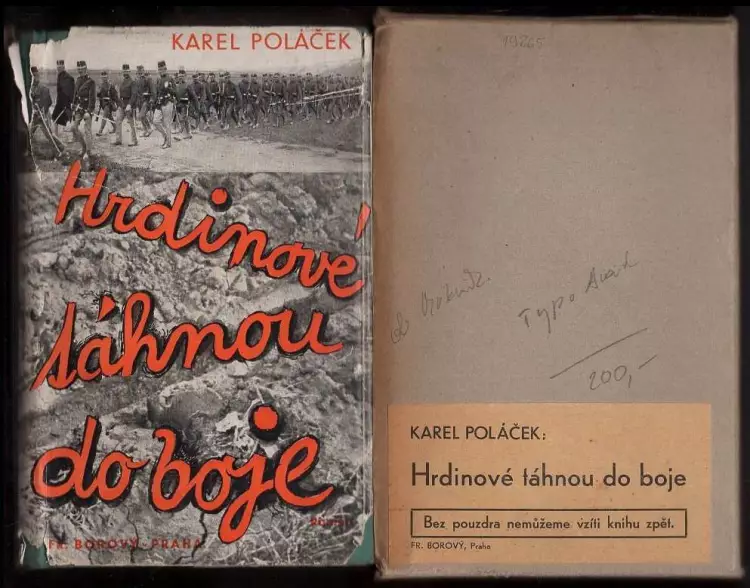 KAREL POLÁČEK
Hrdinové
táhnou
do boje
Román
FR. BOROVÝ - PRAHA
200,-
KAREL POLÁČEK:
Hrdinové táhnou do boje
Bez pouzdra nemůžeme vzíti knihu zpět.
FR. BOROVÝ, Praha